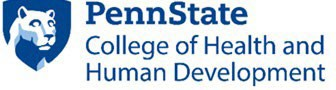 PennState
College of Health and
Human Development